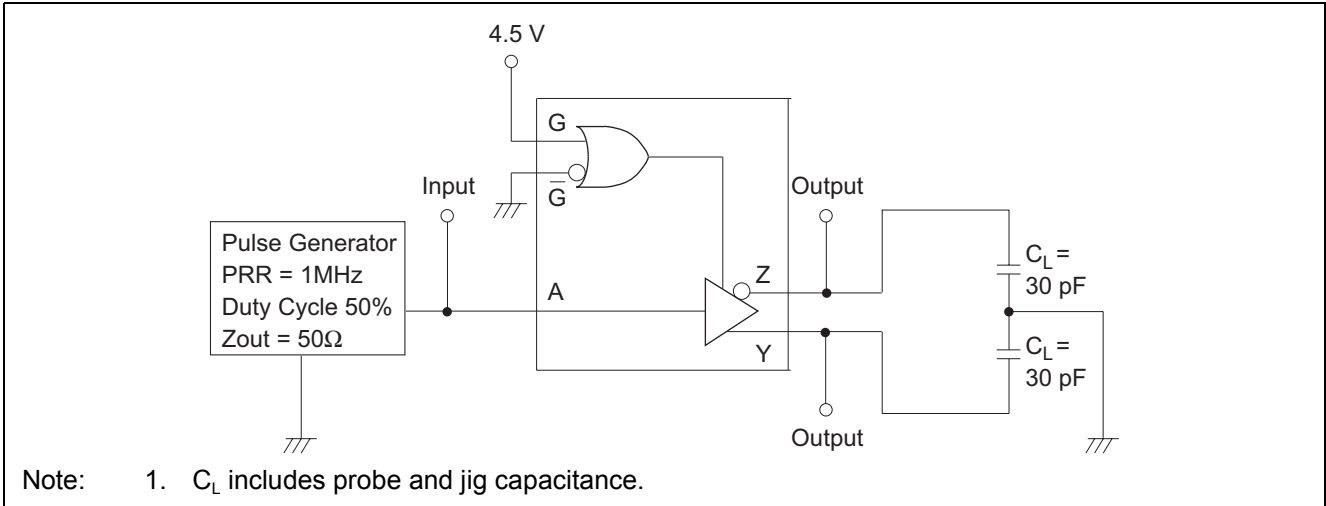 4.5 V
G
G̅
Input
Output
Pulse Generator
PRR = 1MHz
Duty Cycle 50%
Zout = 50Ω
A
Z
Y
C_L =
30 pF
C_L =
30 pF
Output
Note: 1. C_L includes probe and jig capacitance.